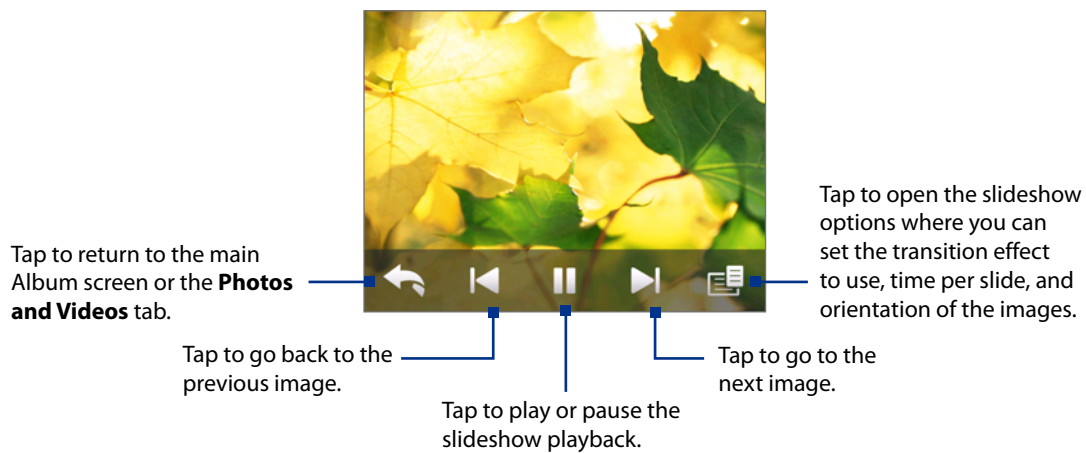 Tap to open the slideshow
options where you can
set the transition effect
to use, time per slide, and
orientation of the images.
Tap to return to the main
Album screen or the Photos
and Videos tab.
Tap to go back to the
previous image.
Tap to go to the
next image.
Tap to play or pause the
slideshow playback.